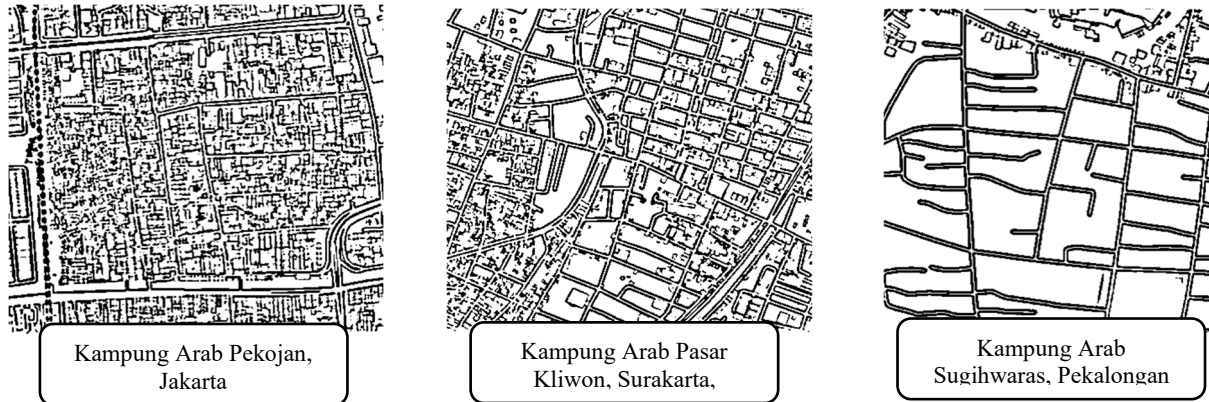 Kampung Arab Pekojan,
Jakarta
Kampung Arab Pasar
Kliwon, Surakarta,
Kampung Arab
Sugihwaras, Pekalongan